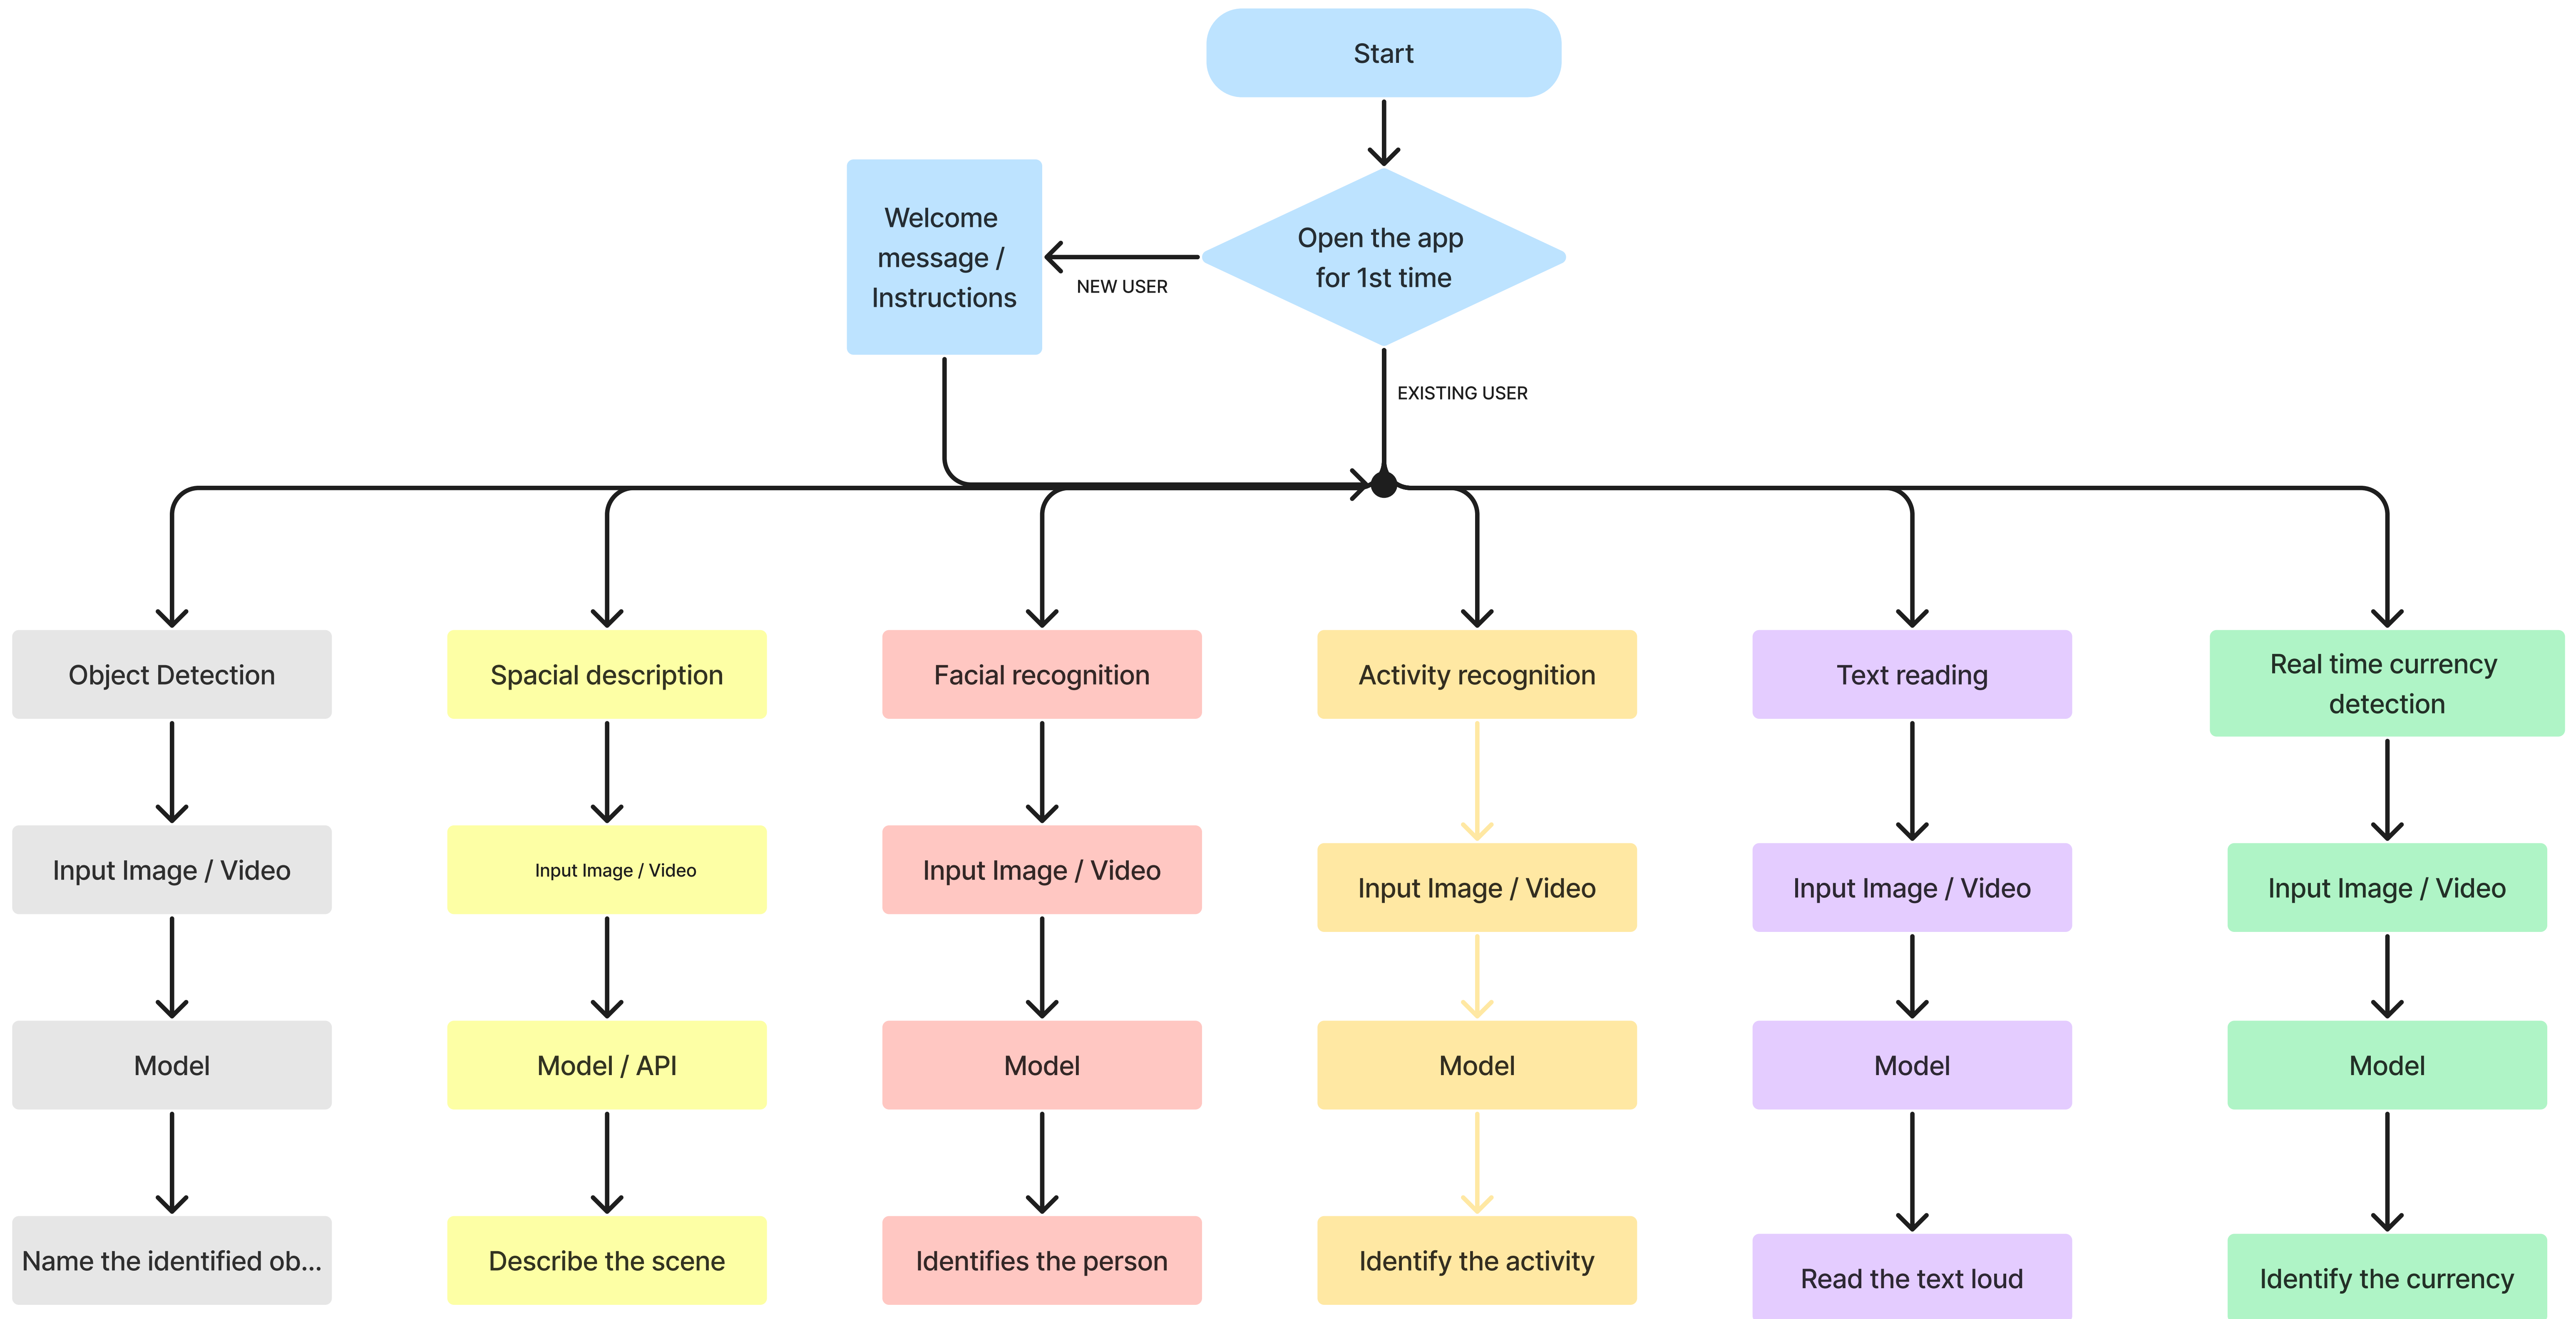 Start
Welcome
message /
Instructions
NEW USER
Open the app
for 1st time
EXISTING USER
Object Detection
Spacial description
Facial recognition
Activity recognition
Text reading
Real time currency
detection
Input Image / Video
Input Image / Video
Input Image / Video
Input Image / Video
Input Image / Video
Input Image / Video
Model
Model / API
Model
Model
Model
Model
Name the identified ob...
Describe the scene
Identifies the person
Identify the activity
Read the text loud
Identify the currency